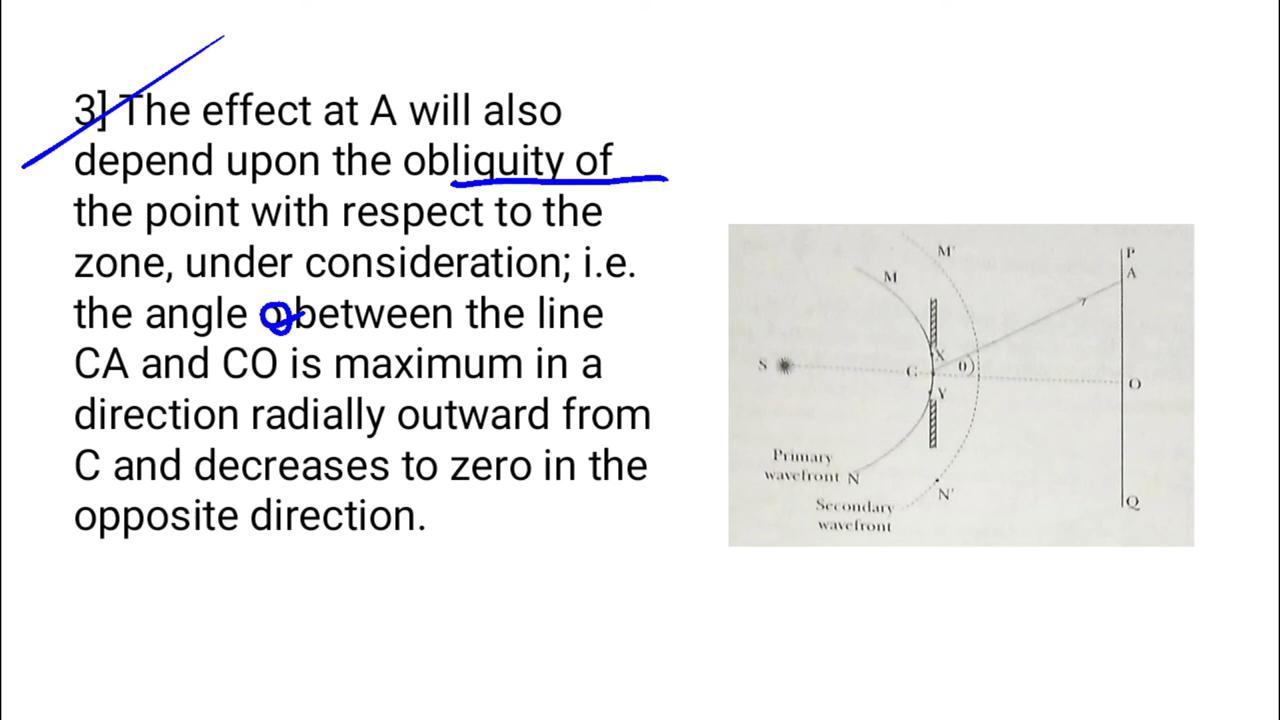 3] The effect at A will also
depend upon the obliquity of
the point with respect to the
zone, under consideration; i.e.
the angle θ between the line
CA and CO is maximum in a
direction radially outward from
C and decreases to zero in the
opposite direction.
M'
P
M
A
r
X
S
C
θ
O
Y
Primary
wavefront N
N'
Q
Secondary
wavefront